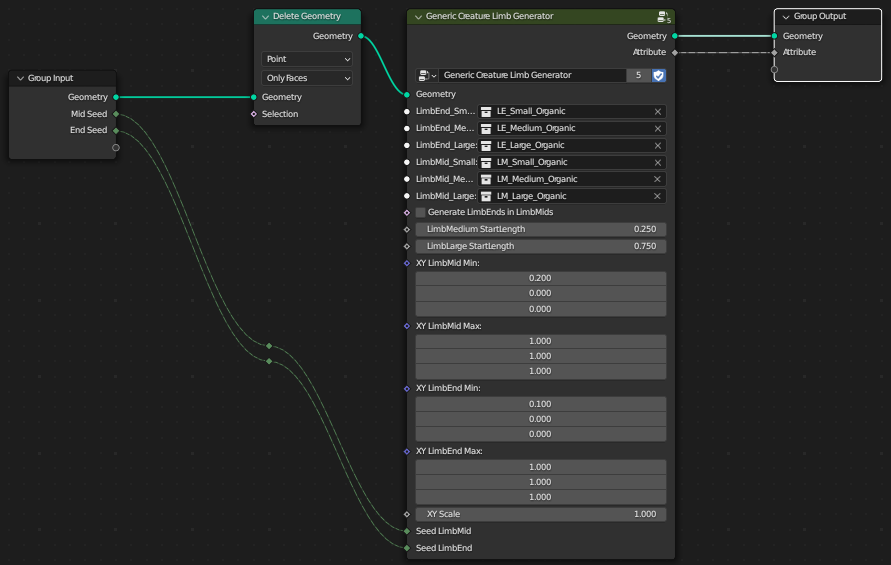 Group Input
Geometry
Mid Seed
End Seed
Delete Geometry
Geometry
Point
Only Faces
Geometry
Selection
Generic Creature Limb Generator
5
Geometry
Attribute
Generic Creature Limb Generator 5
Geometry
LimbEnd_Sm... LE_Small_Organic
LimbEnd_Me... LE_Medium_Organic
LimbEnd_Large: LE_Large_Organic
LimbMid_Small: LM_Small_Organic
LimbMid_Me... LM_Medium_Organic
LimbMid_Large: LM_Large_Organic
Generate LimbEnds in LimbMids
LimbMedium StartLength 0.250
LimbLarge StartLength 0.750
XY LimbMid Min:
0.200
0.000
0.000
XY LimbMid Max:
1.000
1.000
1.000
XY LimbEnd Min:
0.100
0.000
0.000
XY LimbEnd Max:
1.000
1.000
1.000
XY Scale 1.000
Seed LimbMid
Seed LimbEnd
Group Output
Geometry
Attribute